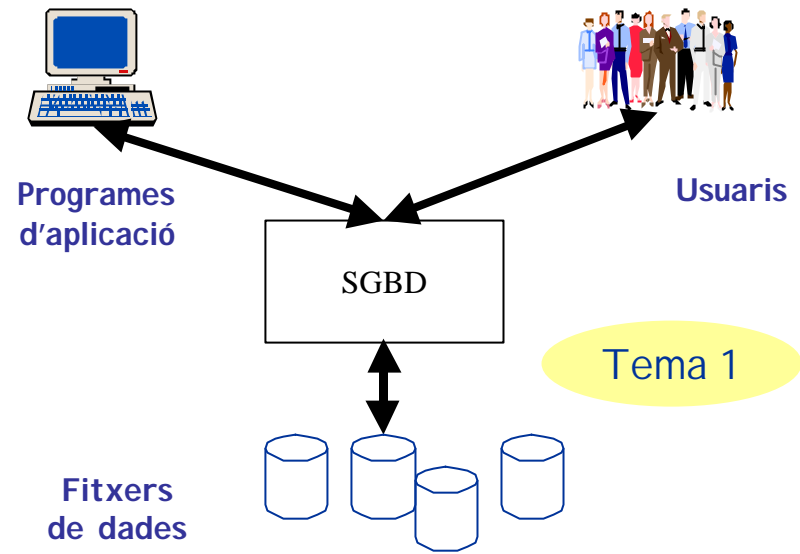 Programes
d'aplicació
Usuaris
SGBD
Tema 1
Fitxers
de dades